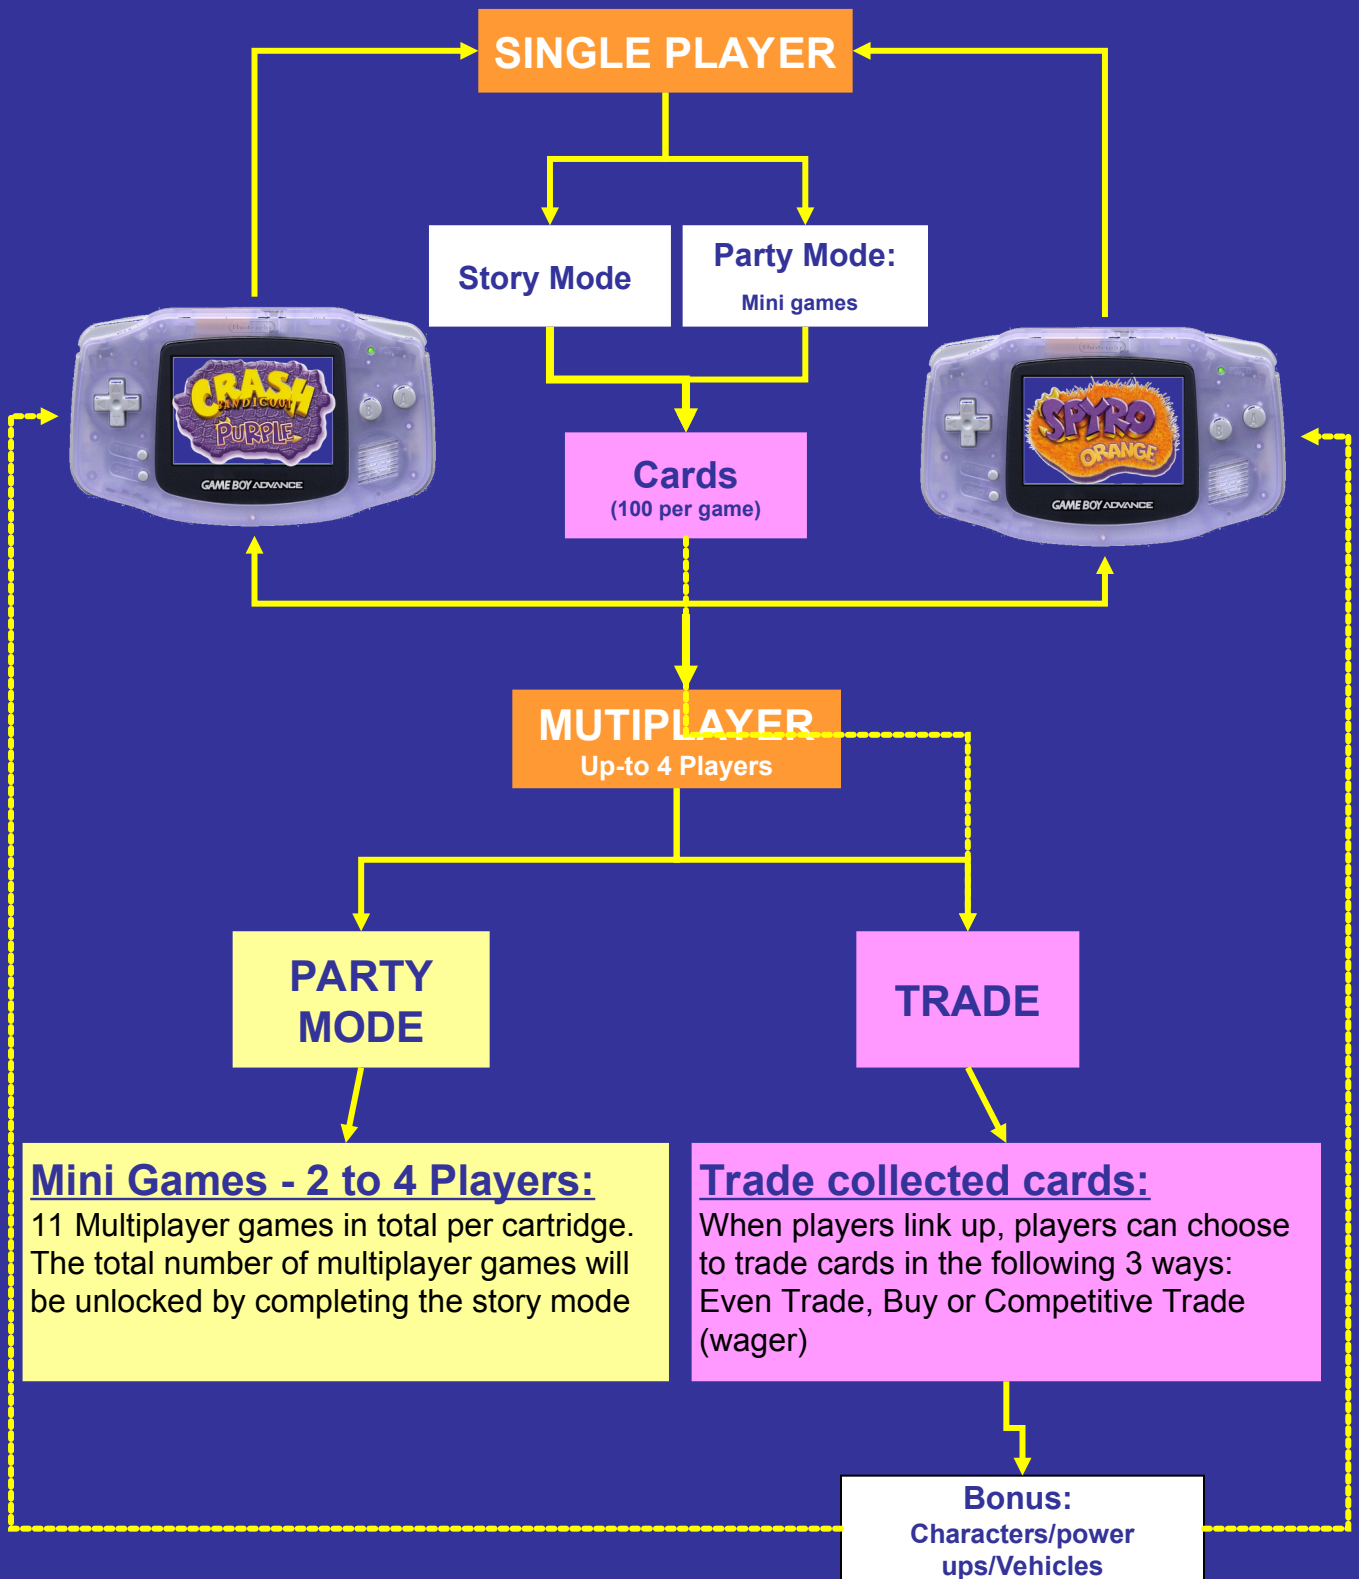 SINGLE PLAYER
Story Mode
Party Mode:
Mini games
CRASH
BANDICOOT
PURPLE
GAME BOY ADVANCE
SPYRO
ORANGE
GAME BOY ADVANCE
B
A
B
A
Cards
(100 per game)
MUTIPLAYER
Up-to 4 Players
PARTY
MODE
TRADE
Mini Games - 2 to 4 Players:
11 Multiplayer games in total per cartridge.
The total number of multiplayer games will
be unlocked by completing the story mode
Trade collected cards:
When players link up, players can choose
to trade cards in the following 3 ways:
Even Trade, Buy or Competitive Trade
(wager)
Bonus:
Characters/power
ups/Vehicles